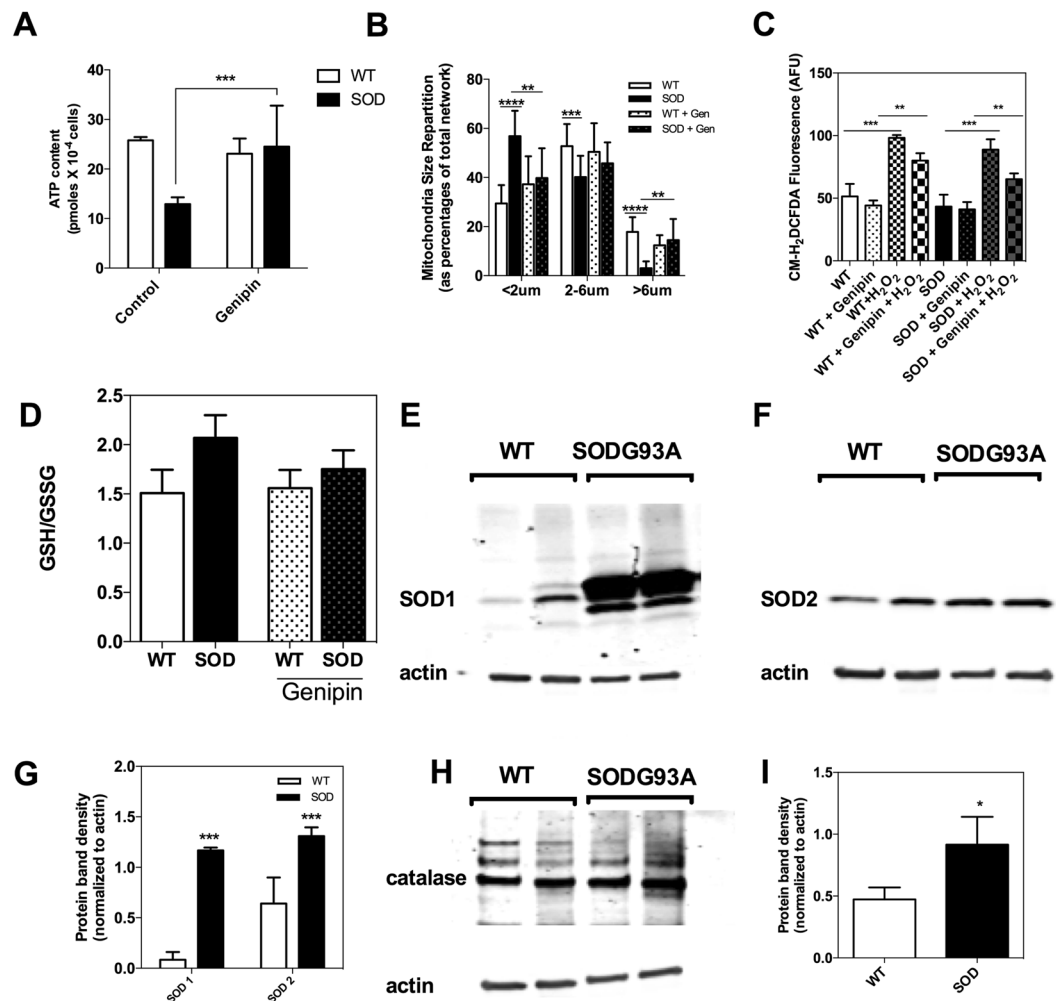 A
ATP content
(pmoles X 10⁻⁴ cells)
40
30
20
10
0
***
WT
SOD
Control
Genipin
B
Mitochondria Size Repartition
(as percentages of total network)
80
60
40
20
0
****
**
***
****
**
WT
SOD
WT + Gen
SOD + Gen
<2um
2-6um
>6um
C
CM-H₂DCFDA Fluorescence (AFU)
150
100
50
0
***
**
***
**
WT
WT + Genipin
WT+H₂O₂
WT + Genipin + H₂O₂
SOD
SOD + Genipin
SOD + H₂O₂
SOD + Genipin + H₂O₂
D
GSH/GSSG
2.5
2.0
1.5
1.0
0.5
0.0
WT
SOD
WT
SOD
Genipin
E
WT
SODG93A
SOD1
actin
F
WT
SODG93A
SOD2
actin
G
Protein band density
(normalized to actin)
2.0
1.5
1.0
0.5
0.0
WT
SOD
***
***
SOD 1
SOD 2
H
WT
SODG93A
catalase
actin
I
Protein band density
(normalized to actin)
1.5
1.0
0.5
0.0
*
WT
SOD